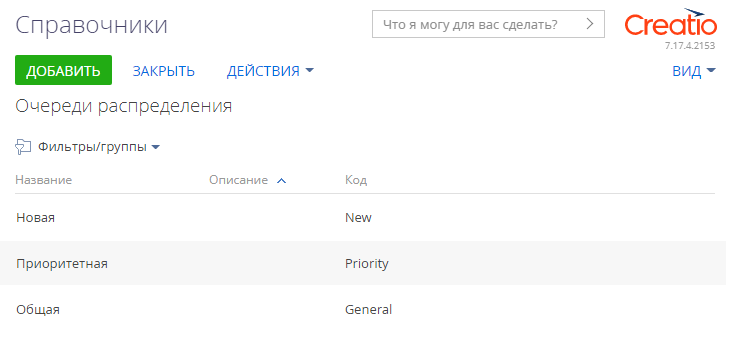 Справочники
Что я могу для вас сделать?
Creatio
7.17.4.2153
ДОБАВИТЬ ЗАКРЫТЬ ДЕЙСТВИЯ ВИД
Очереди распределения
Фильтры/группы
Название Описание Код
Новая New
Приоритетная Priority
Общая General